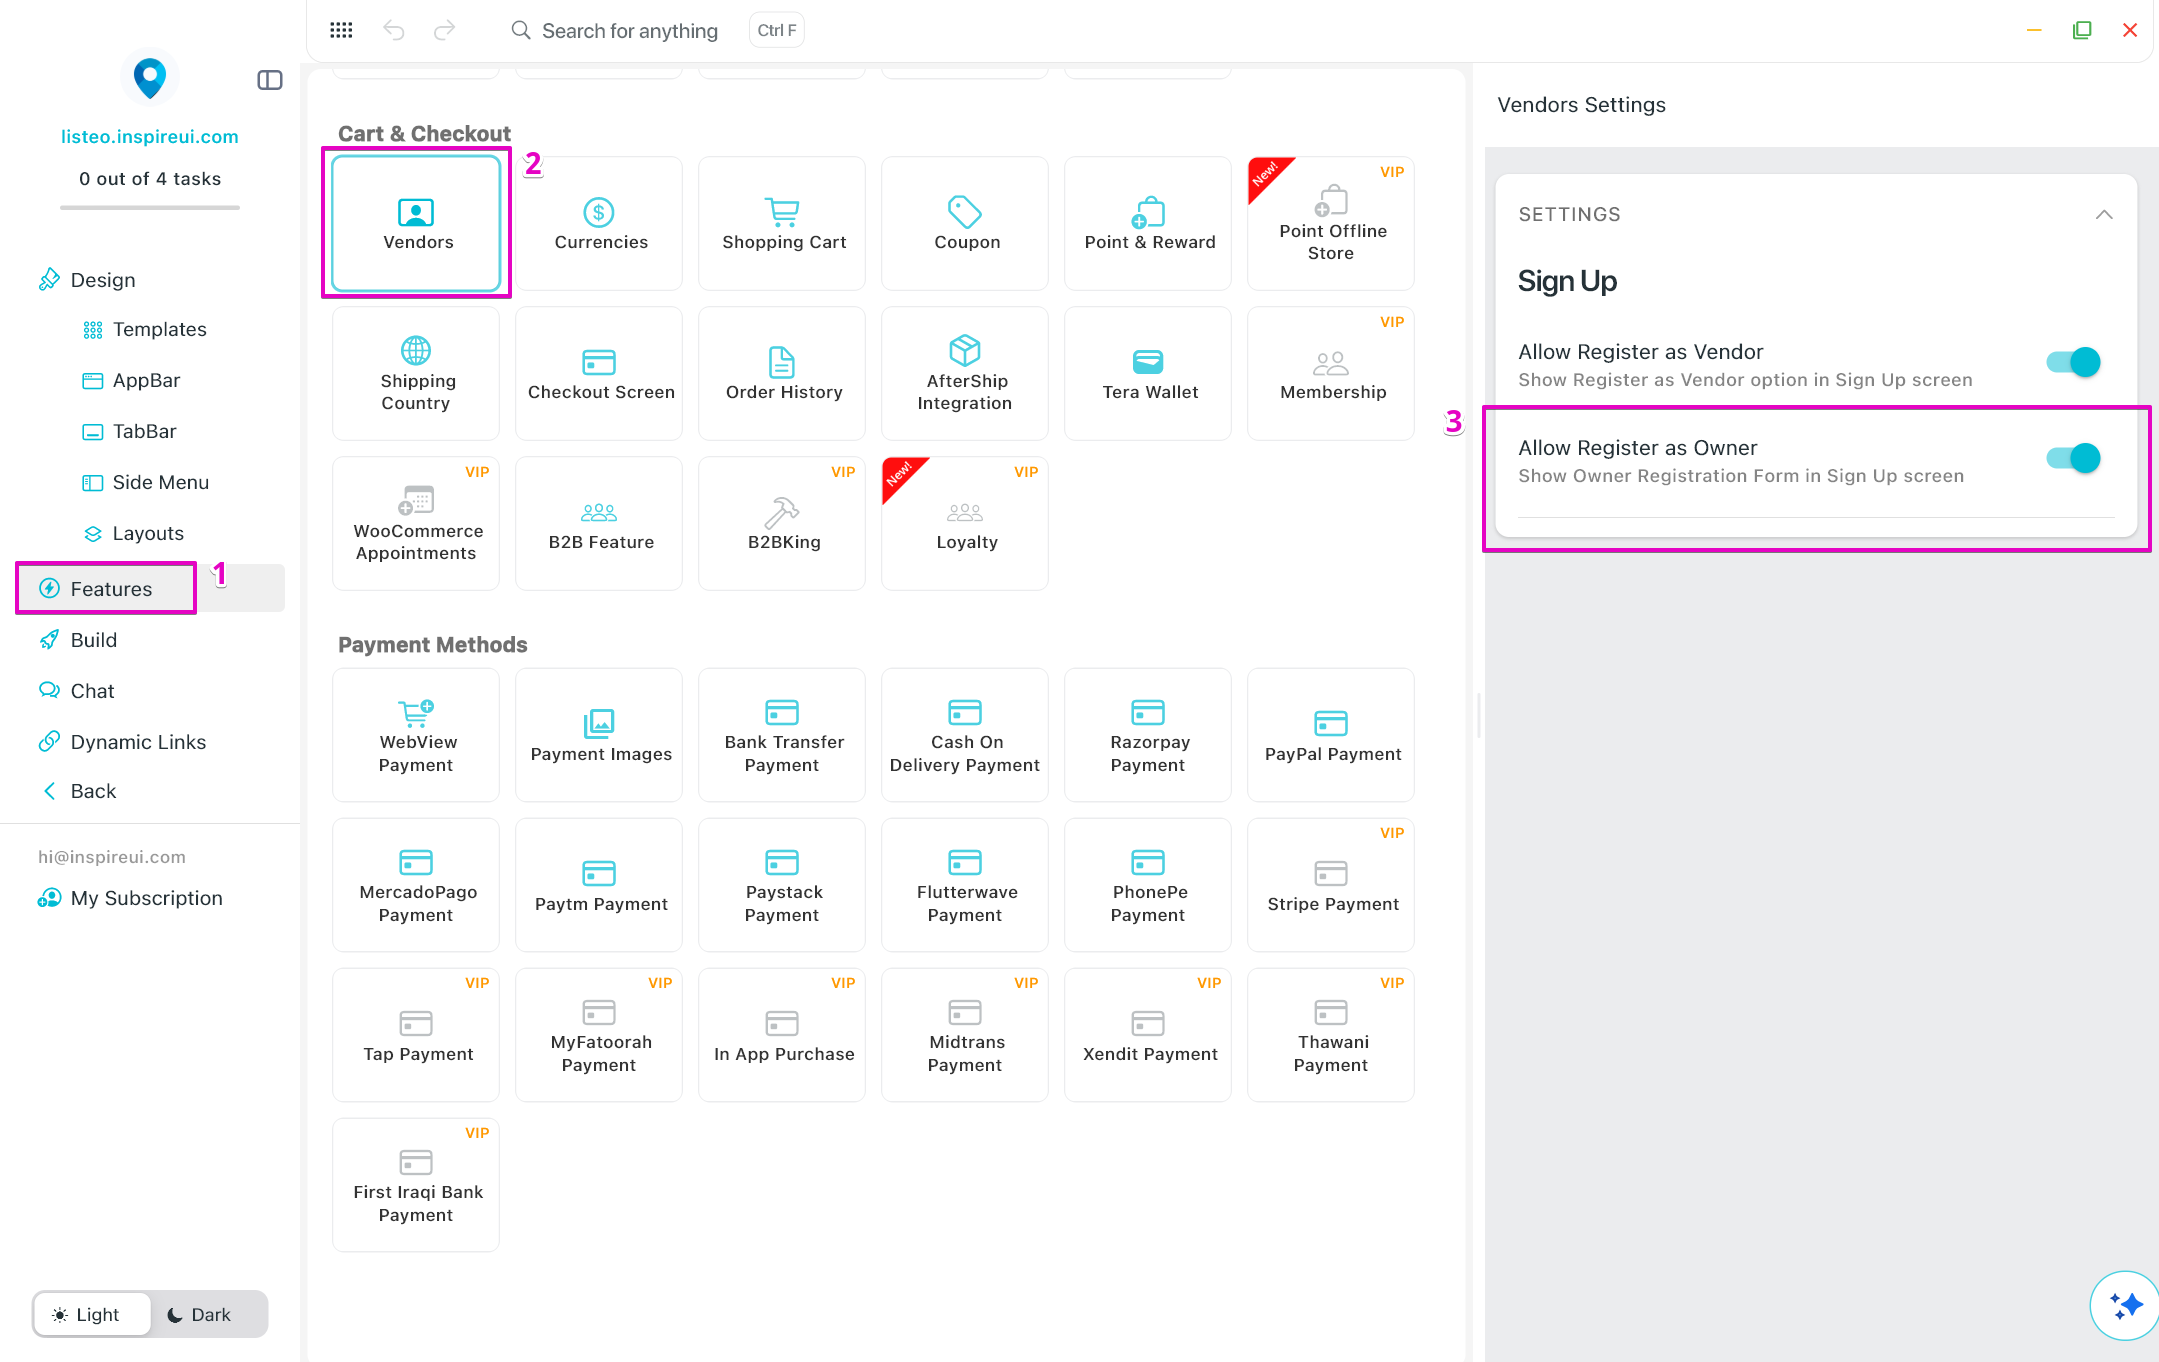 Search for anything
Ctrl F
listeo.inspireui.com
0 out of 4 tasks
Design
Templates
AppBar
TabBar
Side Menu
Layouts
Features
1
Build
Chat
Dynamic Links
Back
hi@inspireui.com
My Subscription
Light
Dark
Cart & Checkout
2
Vendors
Currencies
Shopping Cart
Coupon
Point & Reward
New!
VIP
Point Offline
Store
Shipping
Country
Checkout Screen
Order History
AfterShip
Integration
Tera Wallet
VIP
Membership
VIP
WooCommerce
Appointments
B2B Feature
VIP
B2BKing
New!
VIP
Loyalty
Payment Methods
WebView
Payment
Payment Images
Bank Transfer
Payment
Cash On
Delivery Payment
Razorpay
Payment
PayPal Payment
MercadoPago
Payment
Paytm Payment
Paystack
Payment
Flutterwave
Payment
PhonePe
Payment
VIP
Stripe Payment
VIP
Tap Payment
VIP
MyFatoorah
Payment
VIP
In App Purchase
VIP
Midtrans
Payment
VIP
Xendit Payment
VIP
Thawani
Payment
VIP
First Iraqi Bank
Payment
Vendors Settings
SETTINGS
Sign Up
Allow Register as Vendor
Show Register as Vendor option in Sign Up screen
3
Allow Register as Owner
Show Owner Registration Form in Sign Up screen